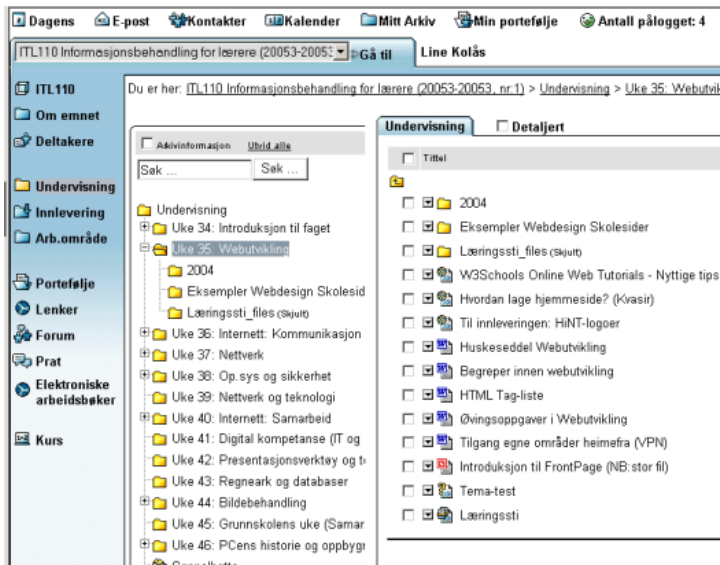 Dagens E-post Kontakter Kalender Mitt Arkiv Min portefølje Antall pålogget: 4
ITL110 Informasjonsbehandling for lærere (20053-2005 Gå til Line Kolås
ITL110
Om emnet
Deltakere
Undervisning
Innlevering
Arb.område
Portefølje
Lenker
Forum
Prat
Elektroniske
arbeidsbøker
Kurs
Du er her: ITL110 Informasjonsbehandling for lærere (20053-20053, nr.1) > Undervisning > Uke 35: Webutvik
Arkivinformasjon Utvid alle
Søk ... Søk ...
Undervisning
Uke 34: Introduksjon til faget
Uke 35: Webutvikling
2004
Eksempler Webdesign Skolesid
Læringssti_files (Skjult)
Uke 36: Internett: Kommunikasjon
Uke 37: Nettverk
Uke 38: Op.sys og sikkerhet
Uke 39: Nettverk og teknologi
Uke 40: Internett: Samarbeid
Uke 41: Digital kompetanse (IT og
Uke 42: Presentasjonsverktøy og t
Uke 43: Regneark og databaser
Uke 44: Bildebehandling
Uke 45: Grunnskolens uke (Samar
Uke 46: PCens historie og oppbygr
Undervisning Detaljert
Tittel
2004
Eksempler Webdesign Skolesider
Læringssti_files (Skjult)
W3Schools Online Web Tutorials - Nyttige tips
Hvordan lage hjemmeside? (Kvasir)
Til innleveringen: HiNT-logoer
Huskeseddel Webutvikling
Begreper innen webutvikling
HTML Tag-liste
Øvingsoppgaver i Webutvikling
Tilgang egne områder heimefra (VPN)
Introduksjon til FrontPage (NB:stor fil)
Tema-test
Læringssti